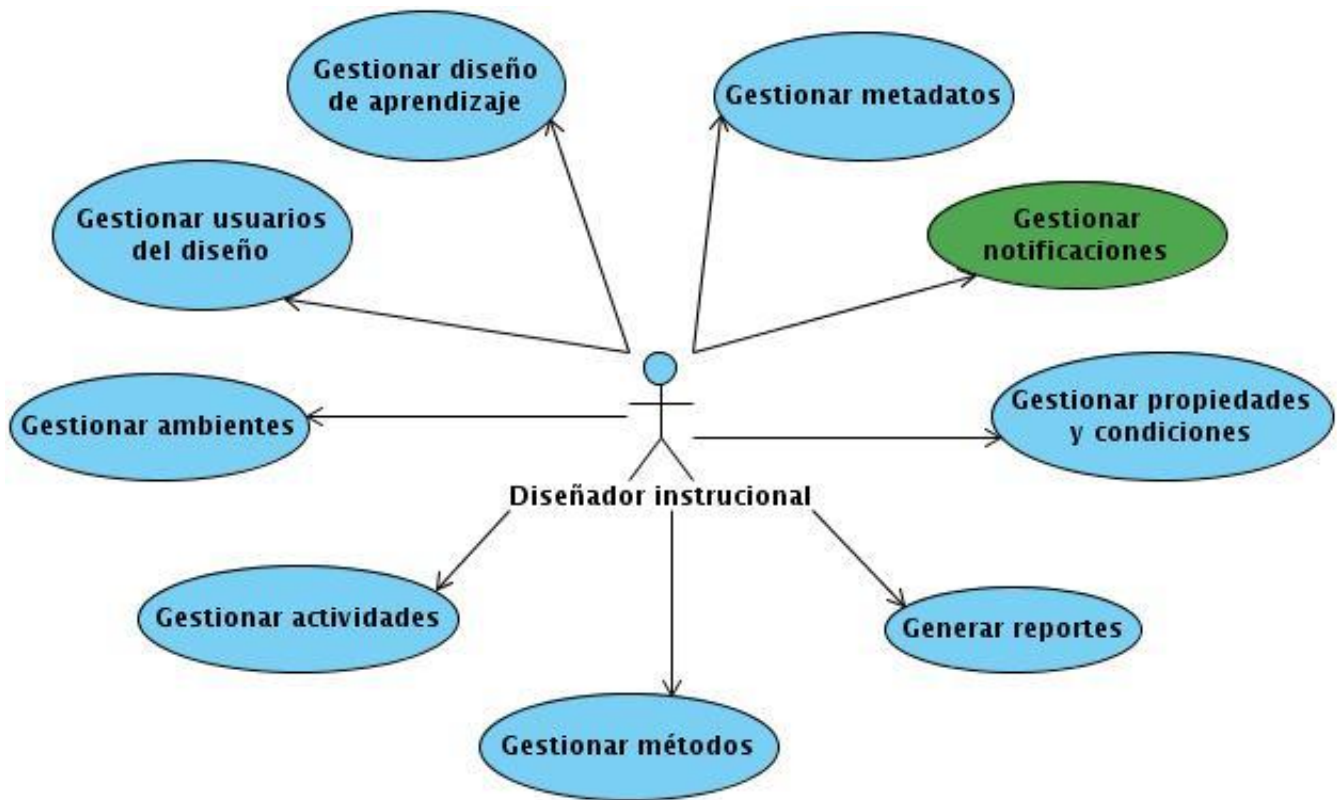 Gestionar diseño
de aprendizaje
Gestionar metadatos
Gestionar usuarios
del diseño
Gestionar
notificaciones
Gestionar ambientes
Gestionar propiedades
y condiciones
Diseñador instrucional
Gestionar actividades
Generar reportes
Gestionar métodos